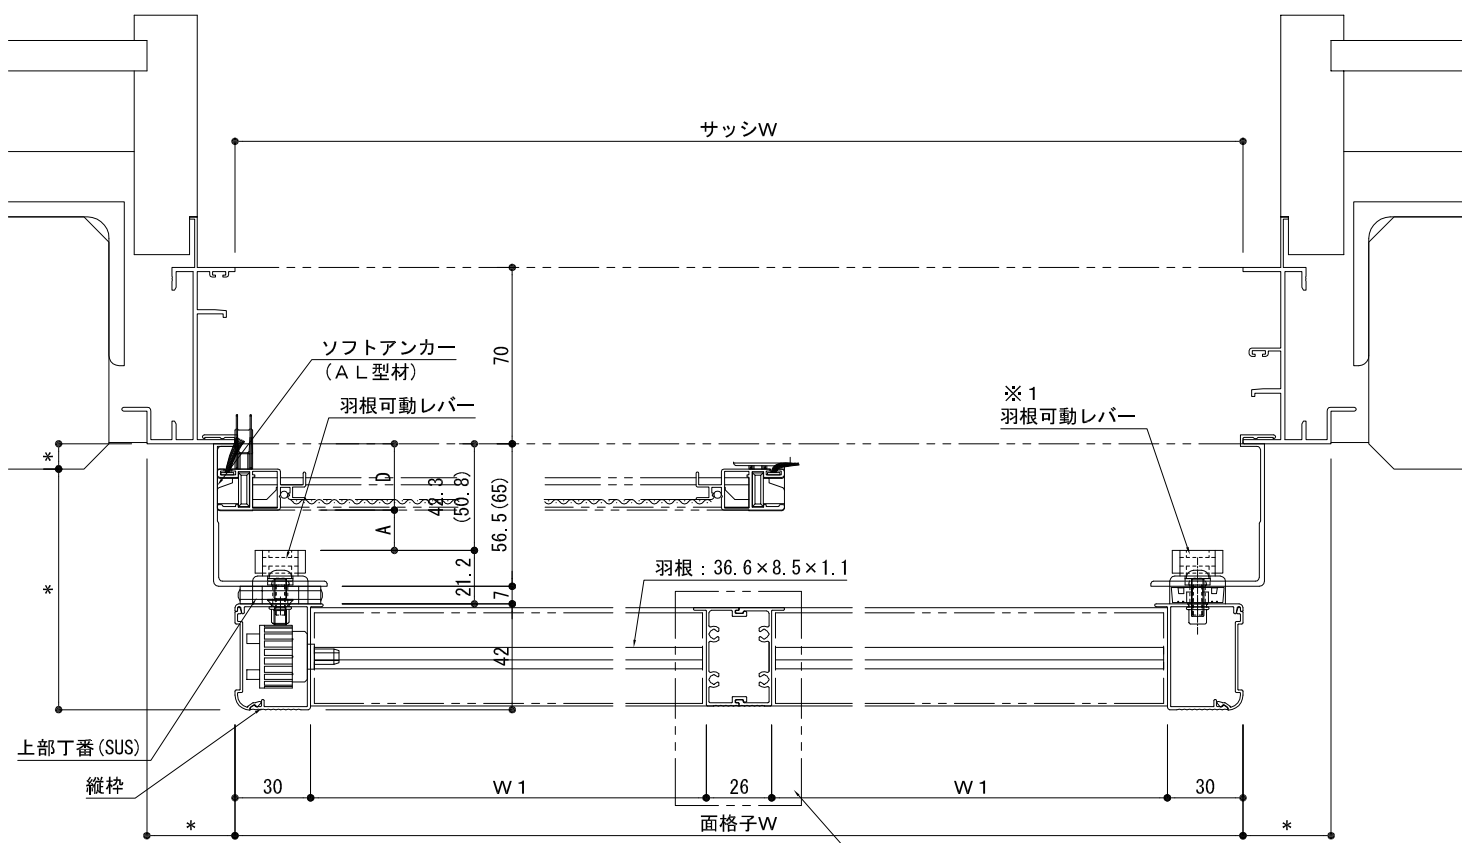 サッシW
70
ソフトアンカー
（ＡＬ型材）
羽根可動レバー
※1
羽根可動レバー
*
D
42.3
(50.8)
56.5(65)
A
21.2
7
*
羽根：36.6×8.5×1.1
42
上部丁番(SUS)
縦枠
30
W1
26
W1
30
*
面格子W
*